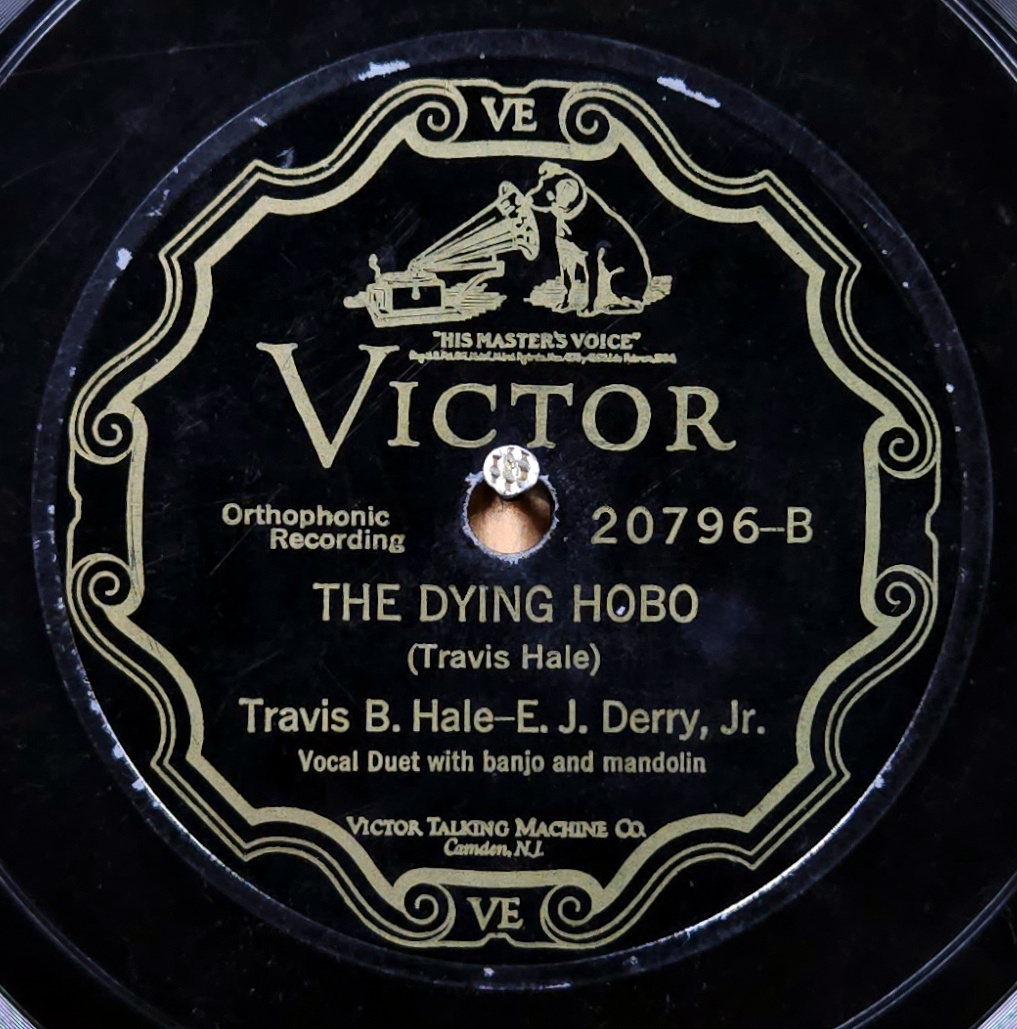 VE
"HIS MASTER'S VOICE"
VICTOR
Orthophonic
Recording
20796-B
THE DYING HOBO
(Travis Hale)
Travis B. Hale-E. J. Derry, Jr.
Vocal Duet with banjo and mandolin
VICTOR TALKING MACHINE CO.
Camden, N.J.
VE